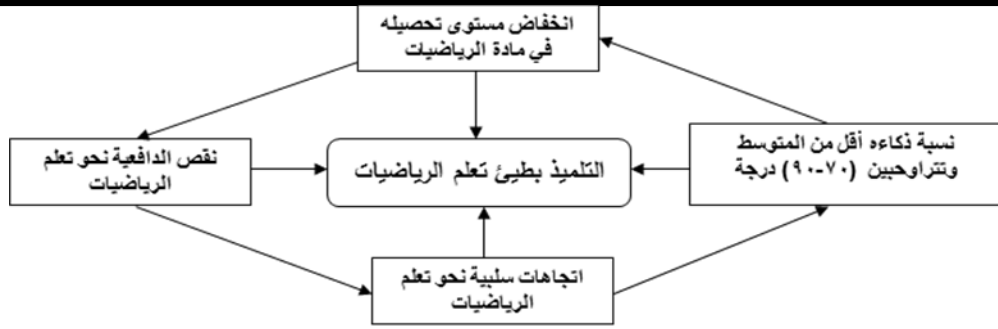 انخفاض مستوى تحصيله
في مادة الرياضيات
نسبة ذكاءه أقل من المتوسط
وتتراوحبين (٧٠-٩٠) درجة
التلميذ بطيئ تعلم الرياضيات
نقص الدافعية نحو تعلم
الرياضيات
اتجاهات سلبية نحو تعلم
الرياضيات